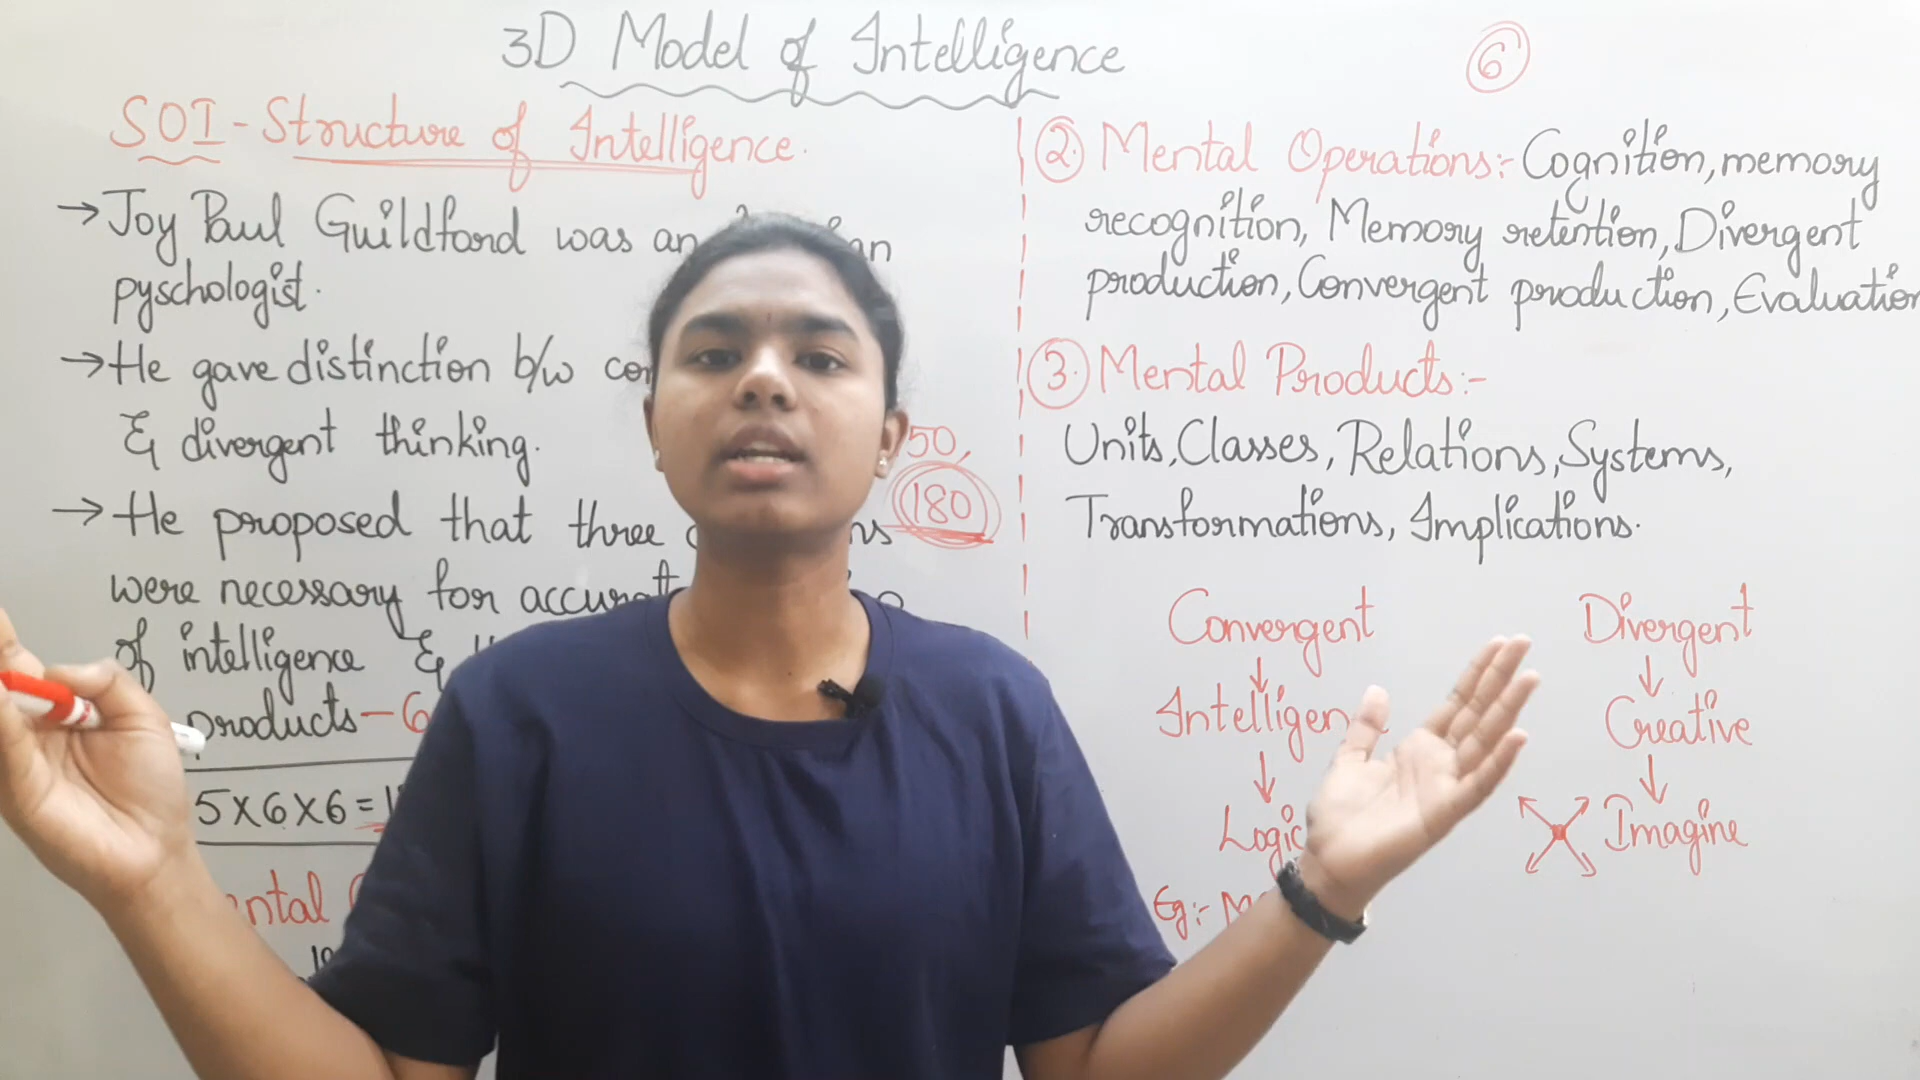 3D Model of Intelligence
6
SOI - Structure of Intelligence.
→ Joy Paul Guildford was an
pyschologist.
→ He gave distinction b/w
& divergent thinking.
→ He proposed that three
were necessary for
of intelligence &
products - 6
5X6X6 =
50,
180
② Mental Operations:- Cognition, memory
recognition, Memory retention, Divergent
production, Convergent production, Evaluation
③ Mental Products:-
Units, Classes, Relations, Systems,
Transformations, Implications.
Convergent
↓
↓
Logic
Eg:-
Divergent
↓
Creative
↓
Imagine